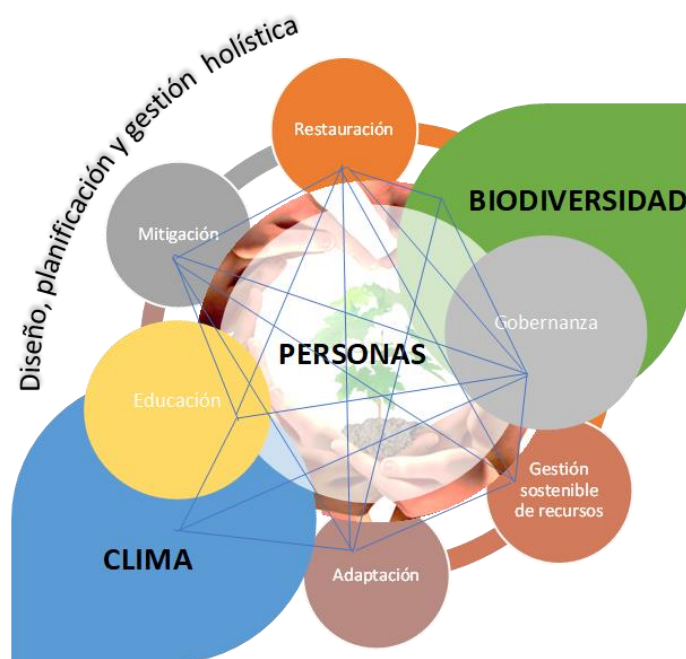 Diseño, planificación y gestión holística
Restauración
BIODIVERSIDAD
Mitigación
Gobernanza
PERSONAS
Educación
Gestión
sostenible
de recursos
CLIMA
Adaptación